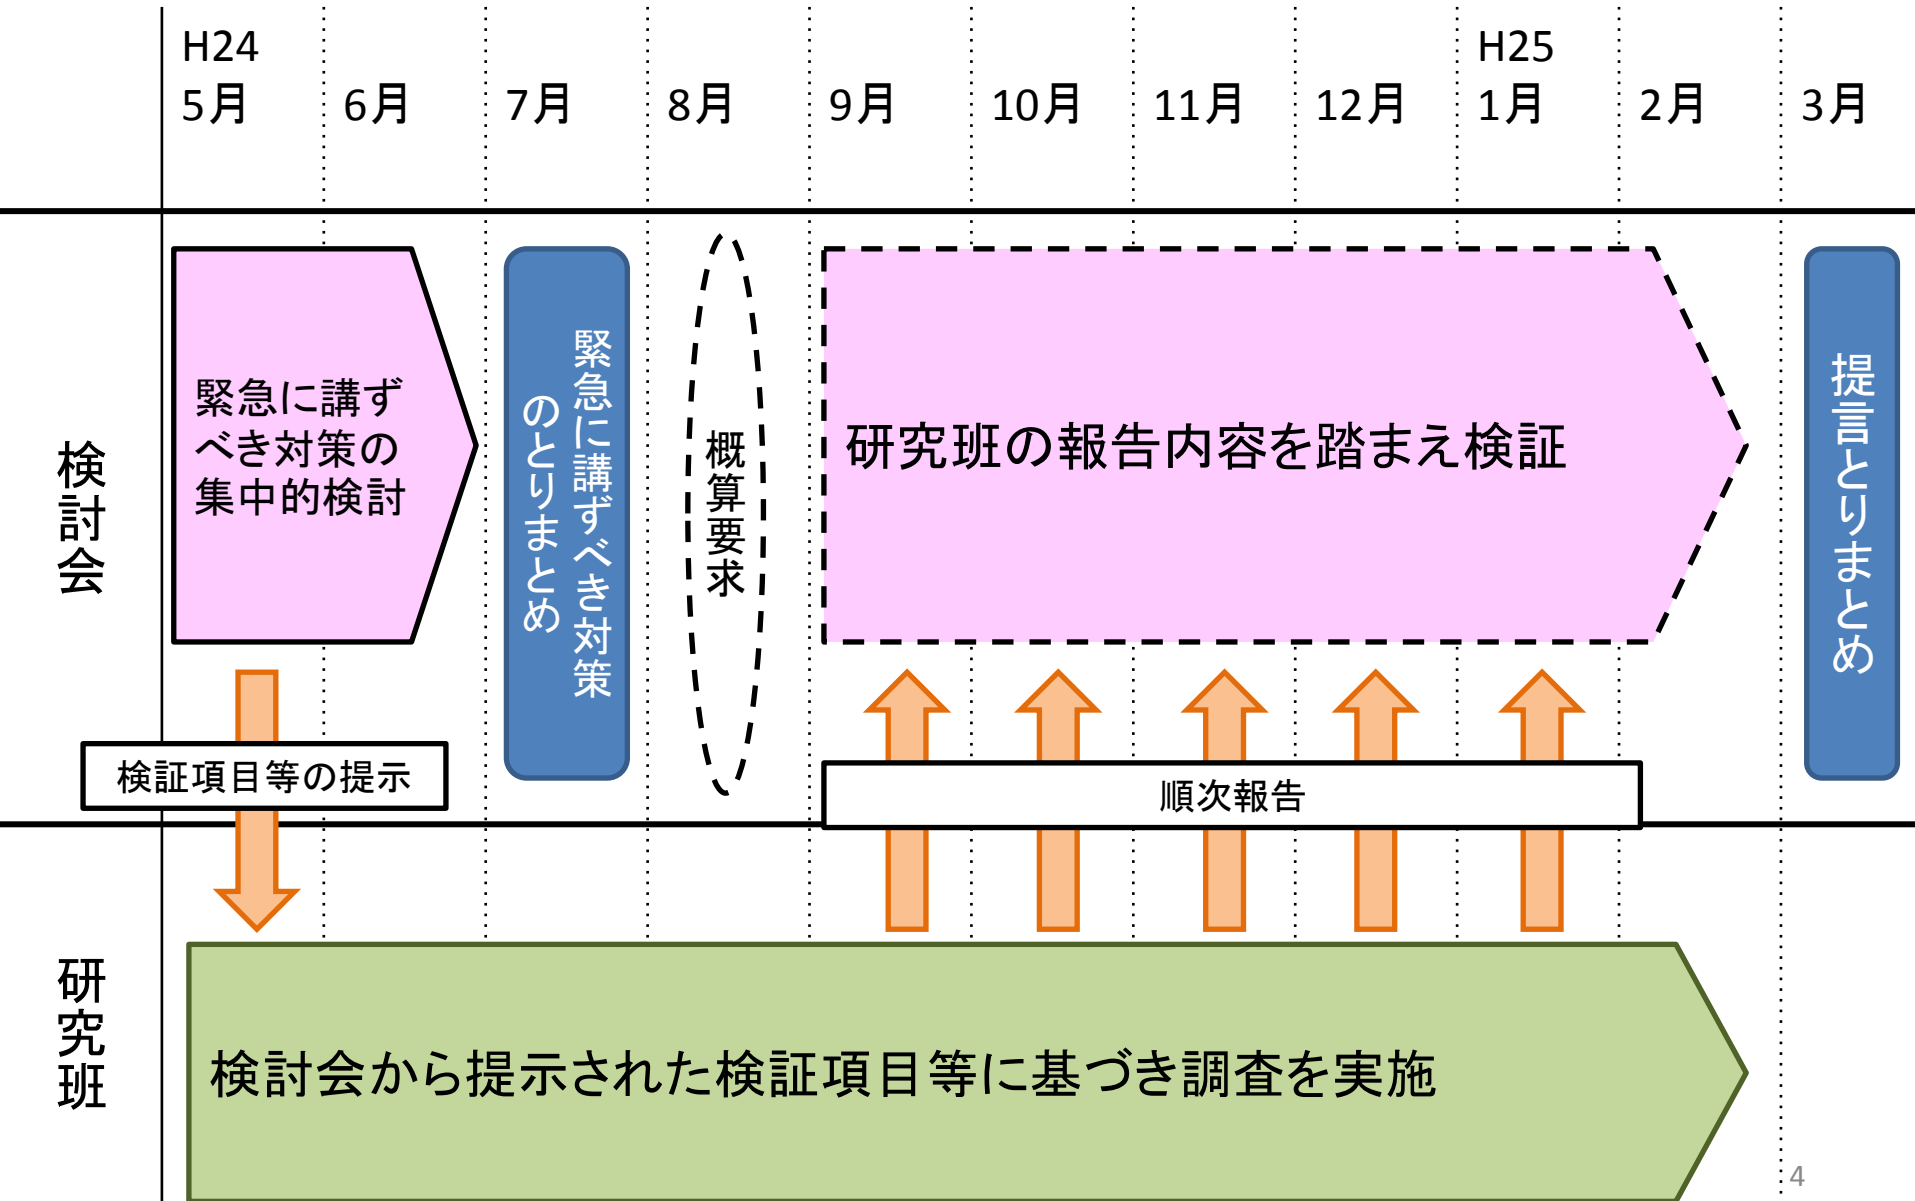 H24
5月
6月
7月
8月
9月
10月
11月
12月
H25
1月
2月
3月
検討会
緊急に講ず
べき対策の
集中的検討
緊急に講ずべき対策
のとりまとめ
概算要求
研究班の報告内容を踏まえ検証
提言とりまとめ
検証項目等の提示
順次報告
研究班
検討会から提示された検証項目等に基づき調査を実施
4